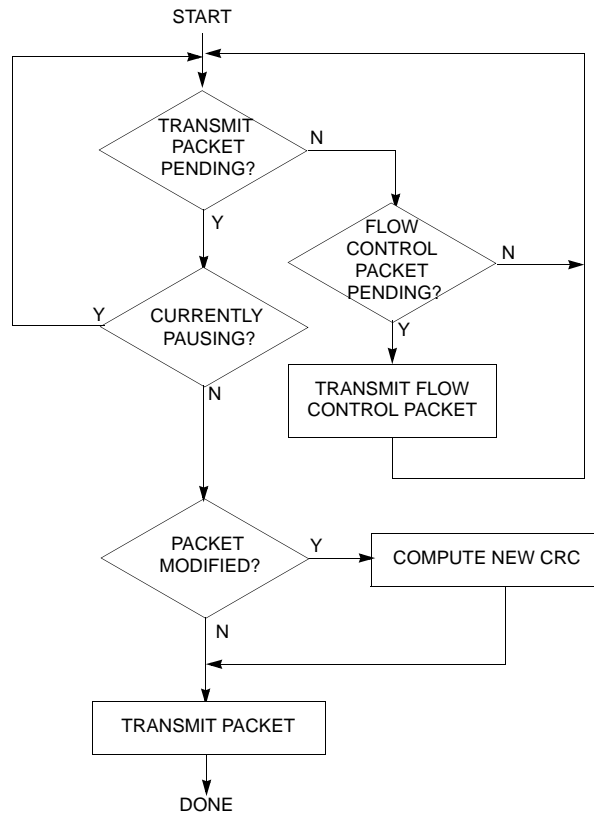 START
TRANSMIT
PACKET
PENDING?
N
Y
FLOW
CONTROL
PACKET
PENDING?
N
Y
CURRENTLY
PAUSING?
Y
N
TRANSMIT FLOW
CONTROL PACKET
PACKET
MODIFIED?
Y
COMPUTE NEW CRC
N
TRANSMIT PACKET
DONE